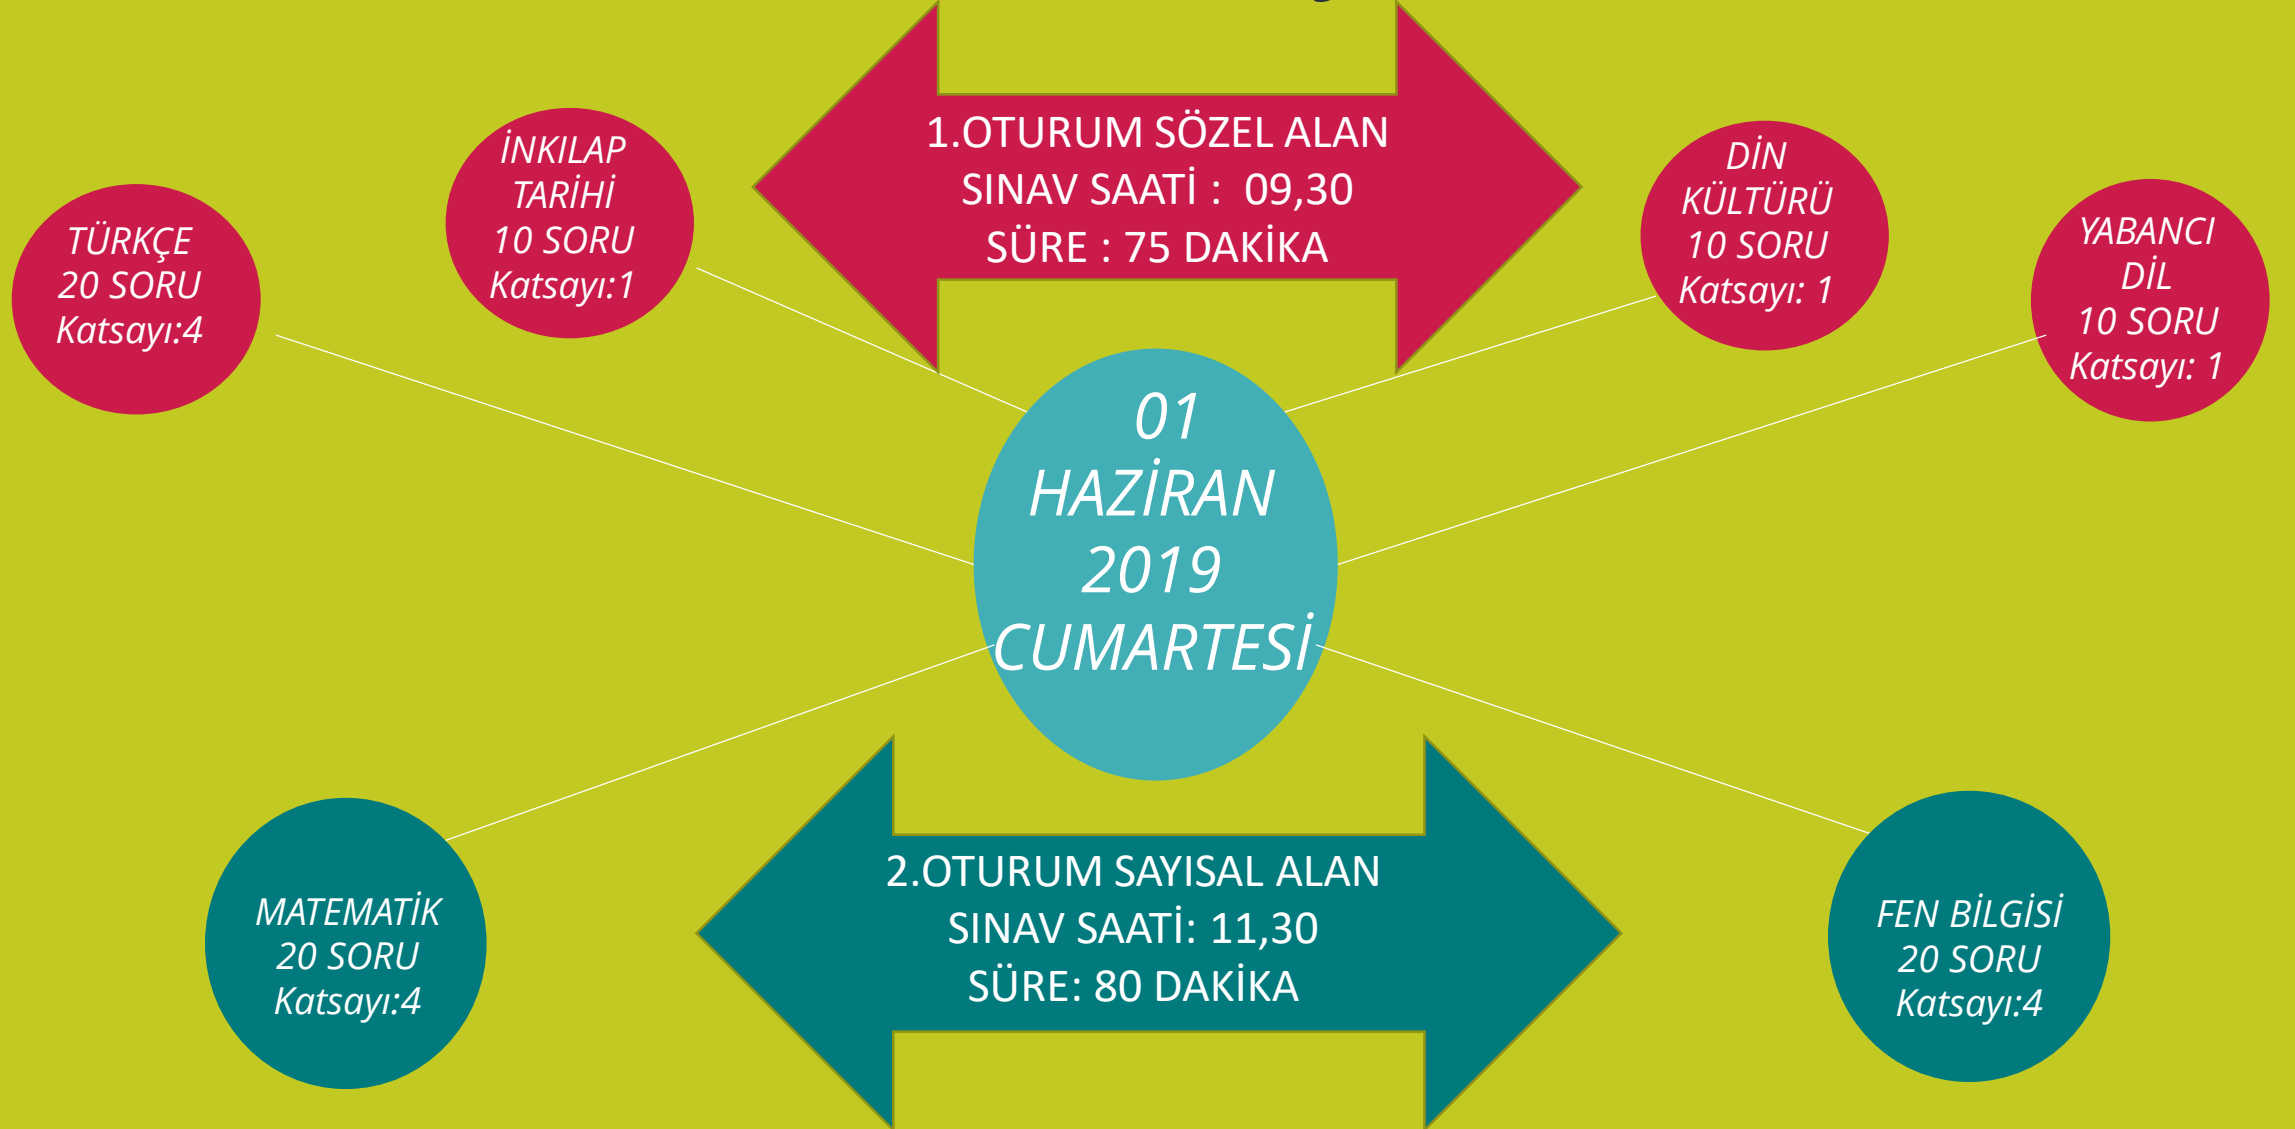 1.OTURUM SÖZEL ALAN
SINAV SAATİ : 09,30
SÜRE : 75 DAKİKA
TÜRKÇE
20 SORU
Katsayı:4
İNKILAP
TARİHİ
10 SORU
Katsayı:1
DİN
KÜLTÜRÜ
10 SORU
Katsayı: 1
YABANCI
DİL
10 SORU
Katsayı: 1
01
HAZİRAN
2019
CUMARTESİ
MATEMATİK
20 SORU
Katsayı:4
2.OTURUM SAYISAL ALAN
SINAV SAATİ: 11,30
SÜRE: 80 DAKİKA
FEN BİLGİSİ
20 SORU
Katsayı:4